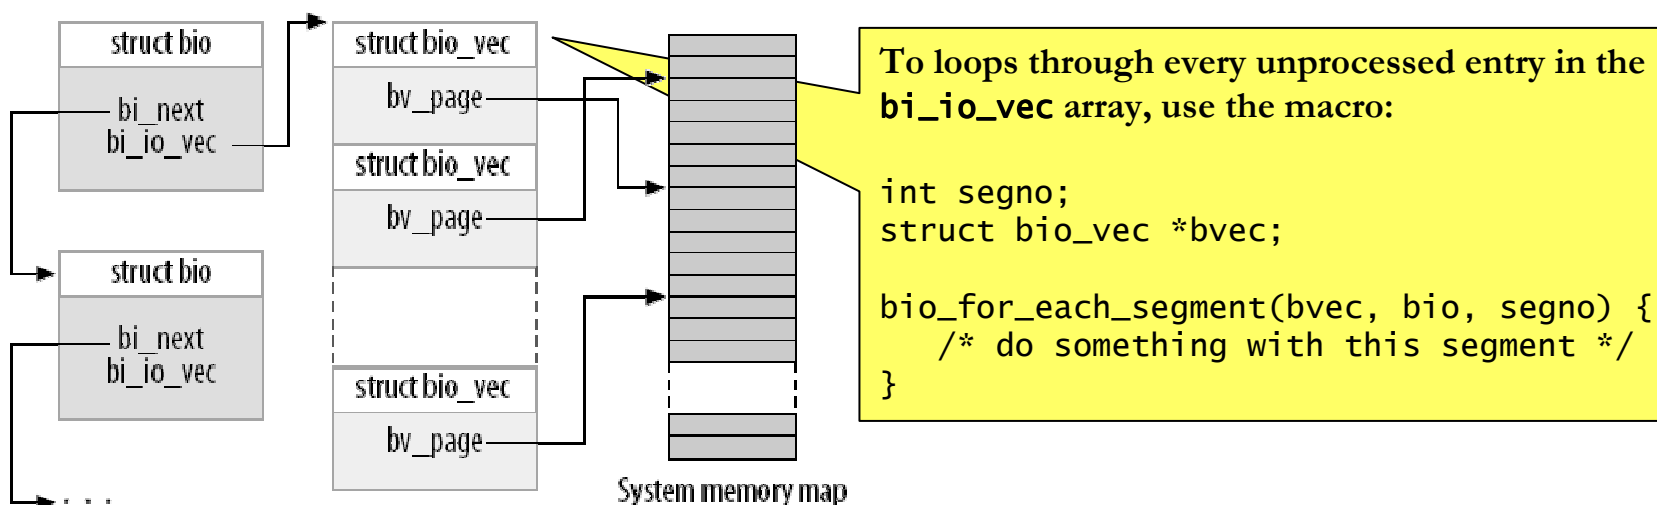 struct bio
bi_next
bi_io_vec
struct bio
bi_next
bi_io_vec
. . .
struct bio_vec
bv_page
struct bio_vec
bv_page
struct bio_vec
bv_page
System memory map
To loops through every unprocessed entry in the
bi_io_vec array, use the macro:
int segno;
struct bio_vec *bvec;
bio_for_each_segment(bvec, bio, segno) {
/* do something with this segment */
}